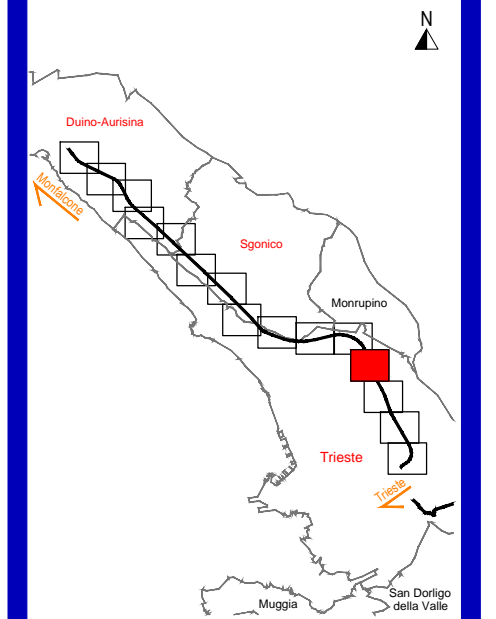 N
Duino-Aurisina
Monfalcone
Sgonico
Monrupino
Trieste
Trieste
San Dorligo
della Valle
Muggia